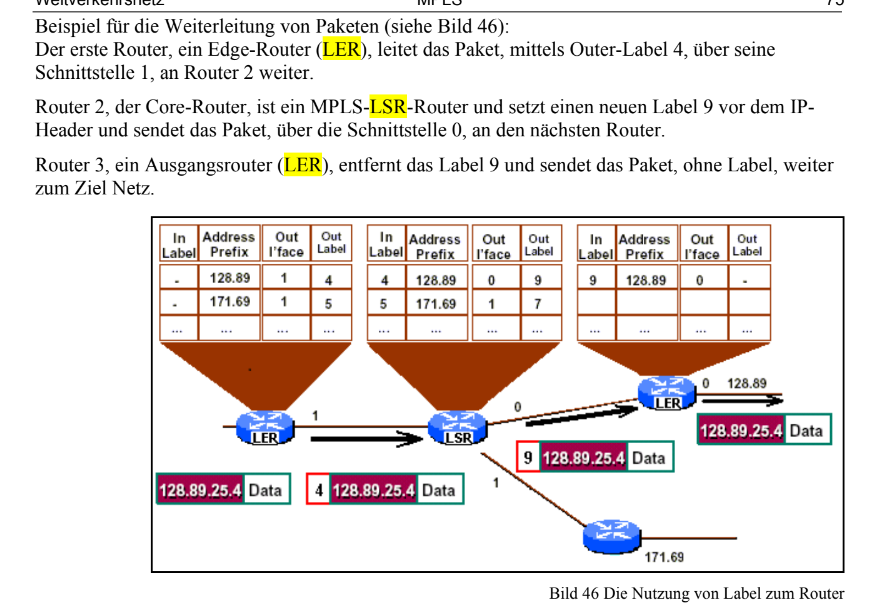 Weitverkehrsnetz MPLS 75
Beispiel für die Weiterleitung von Paketen (siehe Bild 46):
Der erste Router, ein Edge-Router (LER), leitet das Paket, mittels Outer-Label 4, über seine
Schnittstelle 1, an Router 2 weiter.
Router 2, der Core-Router, ist ein MPLS-LSR-Router und setzt einen neuen Label 9 vor dem IP-
Header und sendet das Paket, über die Schnittstelle 0, an den nächsten Router.
Router 3, ein Ausgangsrouter (LER), entfernt das Label 9 und sendet das Paket, ohne Label, weiter
zum Ziel Netz.
In Label Address Prefix Out I'face Out Label
- 128.89 1 4
- 171.69 1 5
... ... ... ...
In Label Address Prefix Out I'face Out Label
4 128.89 0 9
5 171.69 1 7
... ... ... ...
In Label Address Prefix Out I'face Out Label
9 128.89 0 -
... ... ... ...
LER
1
LSR
0
LER
0 128.89
128.89.25.4 Data
9 128.89.25.4 Data
128.89.25.4 Data
4 128.89.25.4 Data
1
171.69
Bild 46 Die Nutzung von Label zum Router